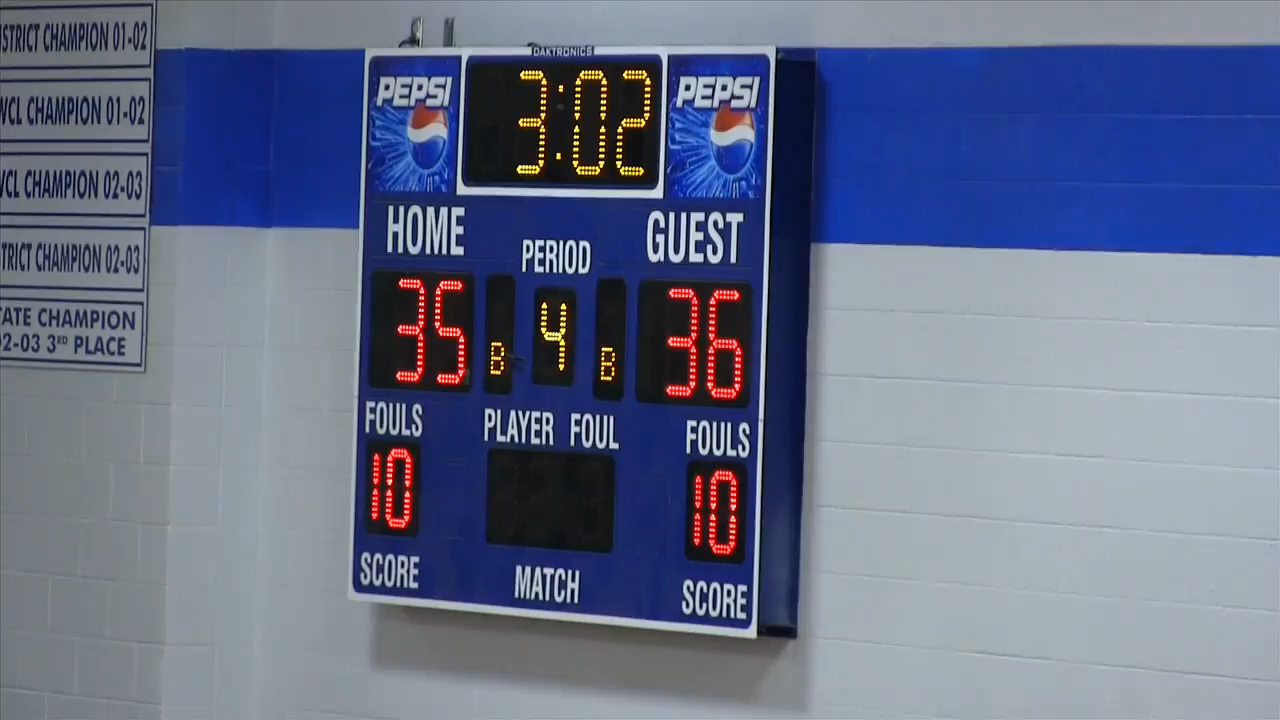 STRICT CHAMPION 01-02
WCL CHAMPION 01-02
WCL CHAMPION 02-03
TRICT CHAMPION 02-03
TATE CHAMPION
02-03 3RD PLACE
DAKTRONICS
PEPSI 3:02 PEPSI
HOME PERIOD GUEST
35 B 4 B 36
FOULS PLAYER FOUL FOULS
10 10
SCORE MATCH SCORE